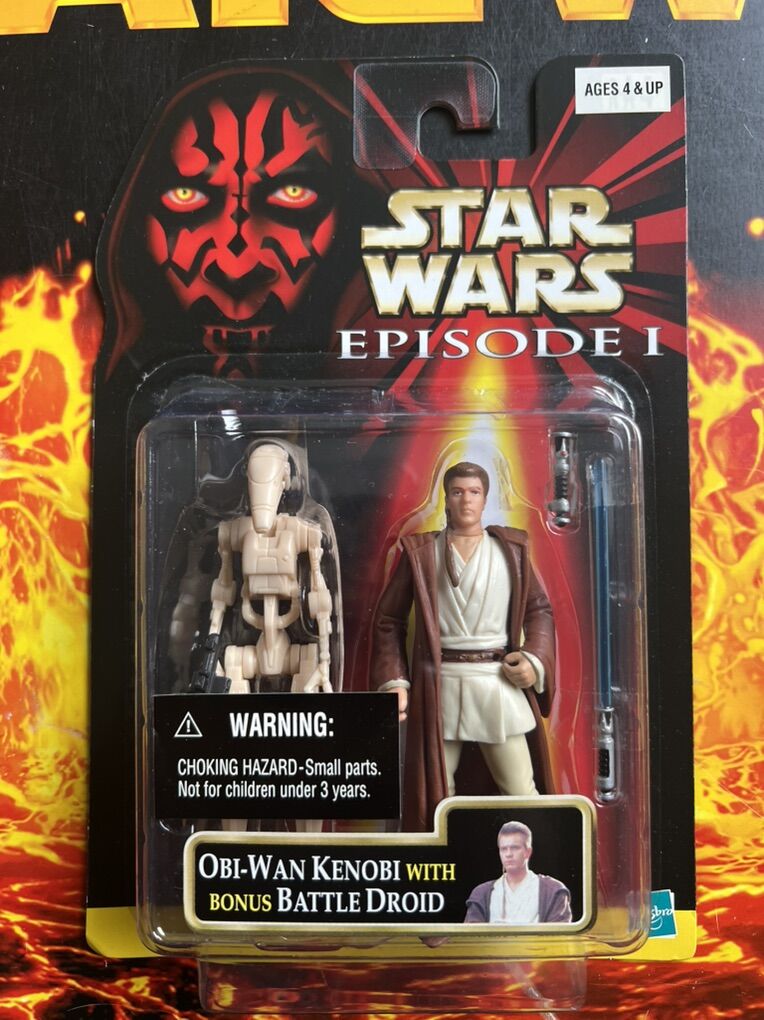 AGES 4 & UP
STAR
WARS
EPISODE I
WARNING:
CHOKING HAZARD-Small parts.
Not for children under 3 years.
OBI-WAN KENOBI WITH
BONUS BATTLE DROID